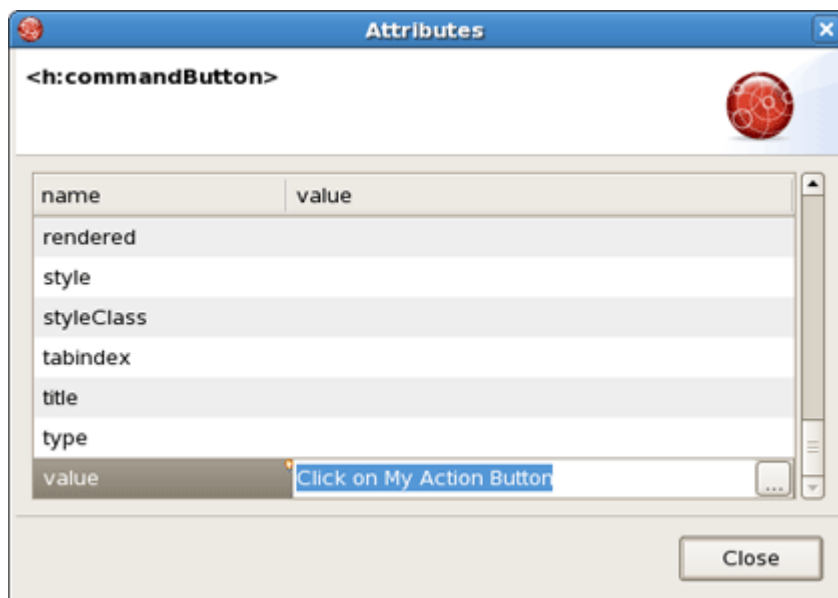 Attributes
<h:commandButton>
name value
rendered
style
styleClass
tabindex
title
type
value Click on My Action Button ...
Close